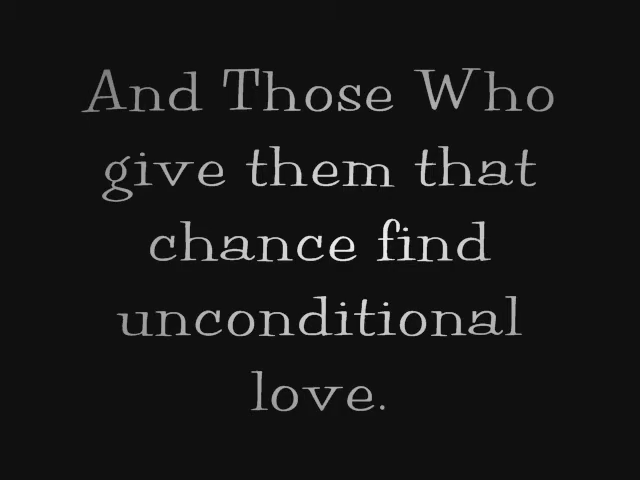 And Those Who
give them that
chance find
unconditional
love.